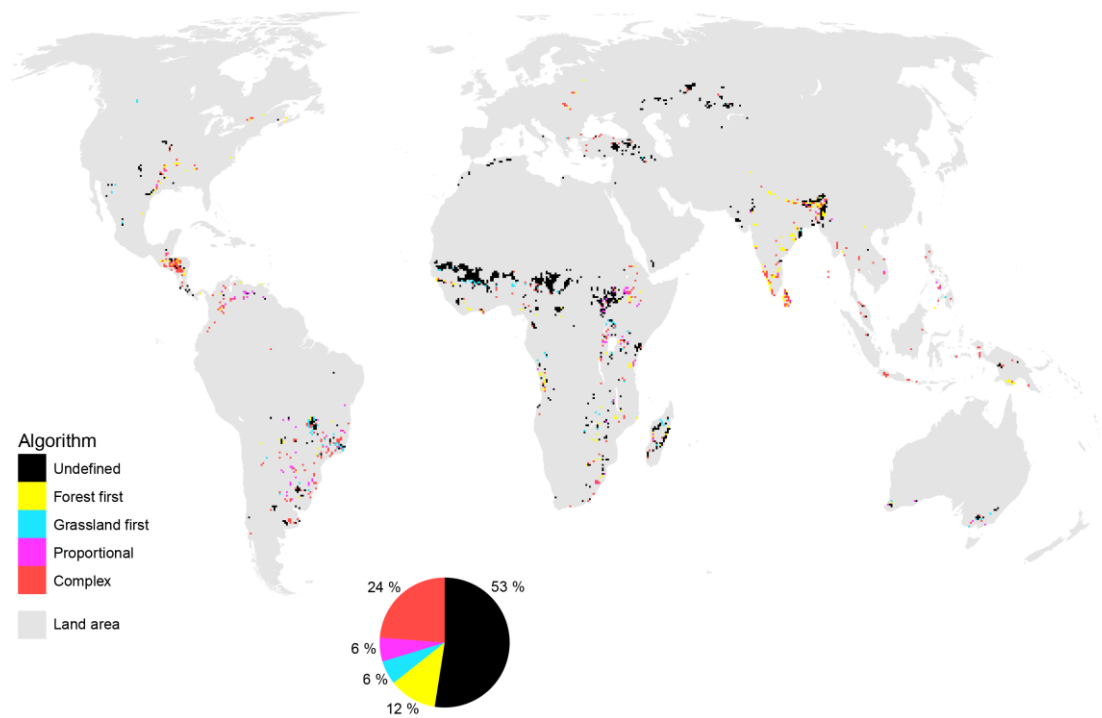 Algorithm
Undefined
Forest first
Grassland first
Proportional
Complex
Land area
24 %
53 %
6 %
6 %
12 %